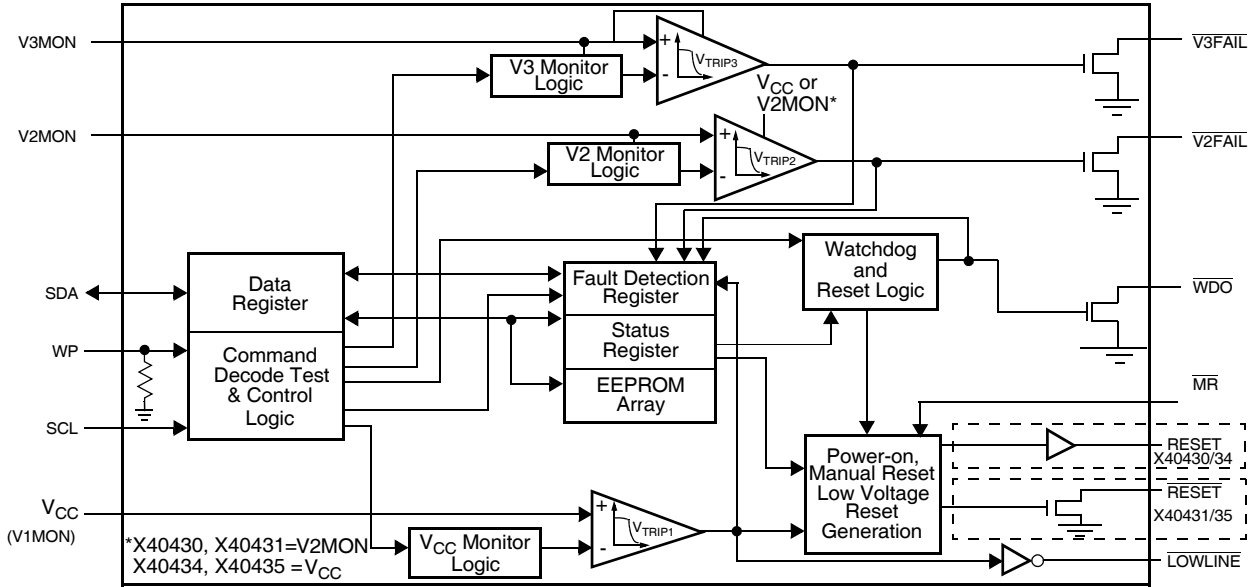 V3MON
+
-
VTRIP3
V3 Monitor
Logic
V3FAIL
VCC or
V2MON*
V2MON
+
-
VTRIP2
V2 Monitor
Logic
V2FAIL
Data
Register
Command
Decode Test
& Control
Logic
SDA
WP
SCL
Fault Detection
Register
Status
Register
EEPROM
Array
Watchdog
and
Reset Logic
WDO
MR
Power-on,
Manual Reset
Low Voltage
Reset
Generation
RESET
X40430/34
RESET
X40431/35
LOWLINE
VCC
(V1MON)
+
-
VTRIP1
VCC Monitor
Logic
*X40430, X40431=V2MON
X40434, X40435 =VCC